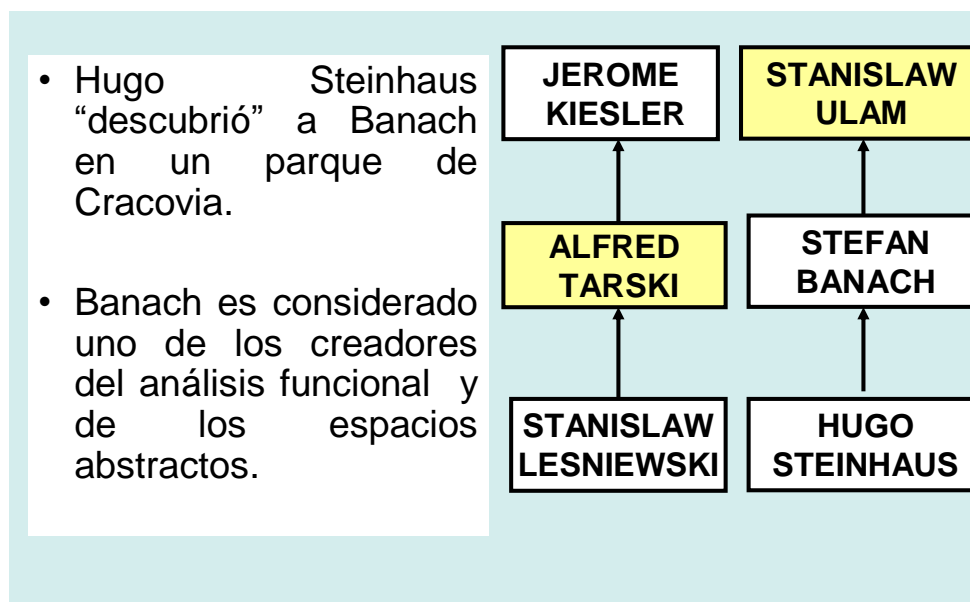 • Hugo Steinhaus
“descubrió” a Banach
en un parque de
Cracovia.
• Banach es considerado
uno de los creadores
del análisis funcional y
de los espacios
abstractos.
JEROME
KIESLER
STANISLAW
ULAM
ALFRED
TARSKI
STEFAN
BANACH
STANISLAW
LESNIEWSKI
HUGO
STEINHAUS